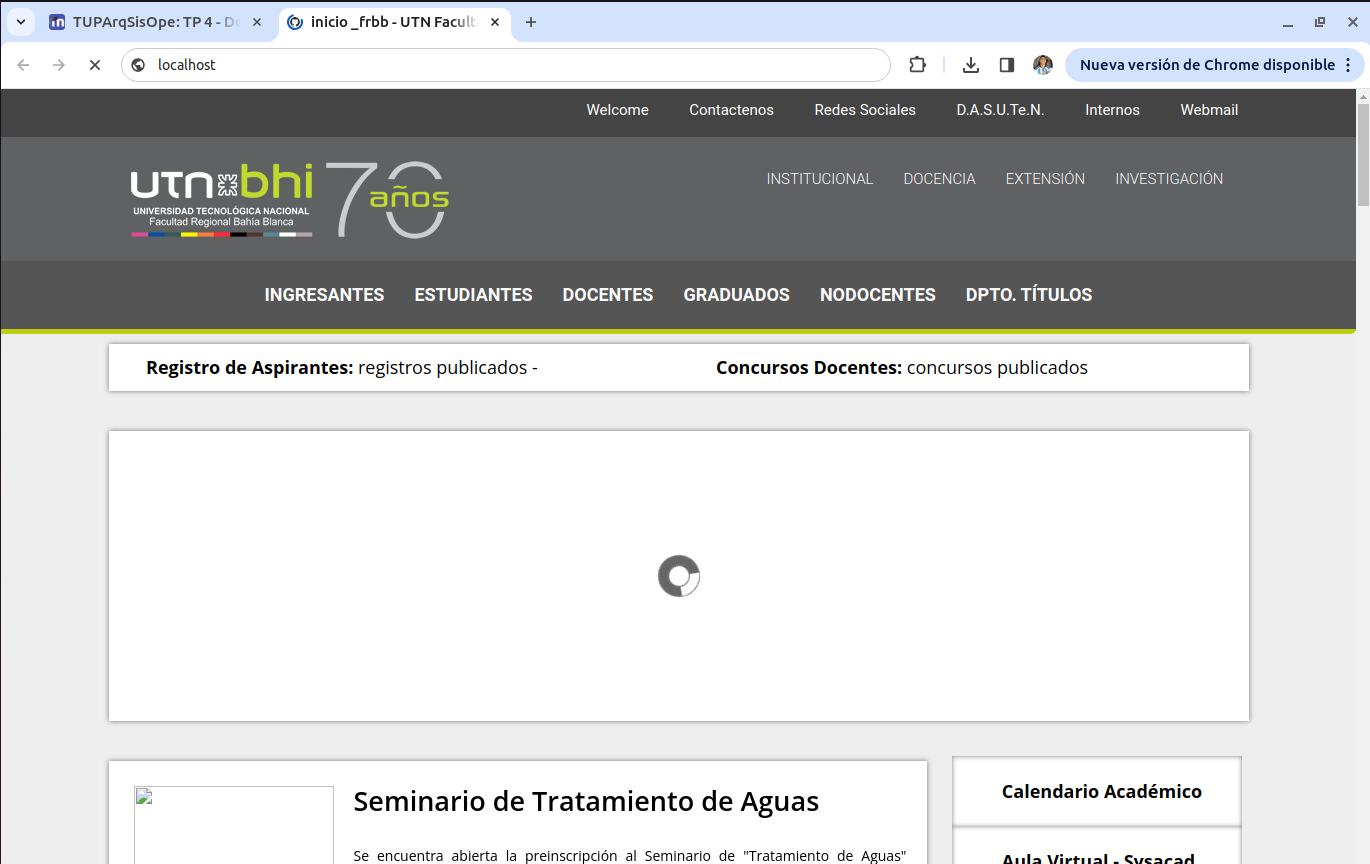 TUPArqSisOpe: TP 4 - Do
inicio _frbb - UTN Facult
localhost
Nueva versión de Chrome disponible
Welcome Contactenos Redes Sociales D.A.S.U.Te.N. Internos Webmail
utn bhi 70 años
UNIVERSIDAD TECNOLÓGICA NACIONAL
Facultad Regional Bahía Blanca
INSTITUCIONAL DOCENCIA EXTENSIÓN INVESTIGACIÓN
INGRESANTES ESTUDIANTES DOCENTES GRADUADOS NODOCENTES DPTO. TÍTULOS
Registro de Aspirantes: registros publicados -
Concursos Docentes: concursos publicados
Seminario de Tratamiento de Aguas
Se encuentra abierta la preinscripción al Seminario de "Tratamiento de Aguas"
Calendario Académico
Aula Virtual - Sysacad